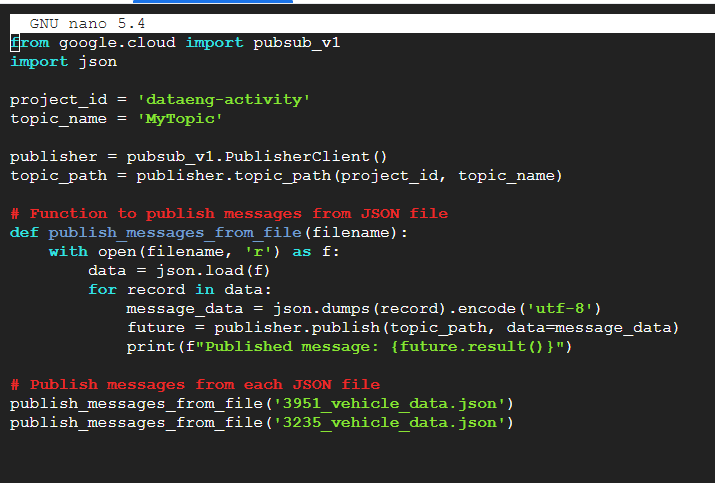 GNU nano 5.4
from google.cloud import pubsub_v1
import json
project_id = 'dataeng-activity'
topic_name = 'MyTopic'
publisher = pubsub_v1.PublisherClient()
topic_path = publisher.topic_path(project_id, topic_name)
# Function to publish messages from JSON file
def publish_messages_from_file(filename):
    with open(filename, 'r') as f:
        data = json.load(f)
        for record in data:
            message_data = json.dumps(record).encode('utf-8')
            future = publisher.publish(topic_path, data=message_data)
            print(f"Published message: {future.result()}")
# Publish messages from each JSON file
publish_messages_from_file('3951_vehicle_data.json')
publish_messages_from_file('3235_vehicle_data.json')